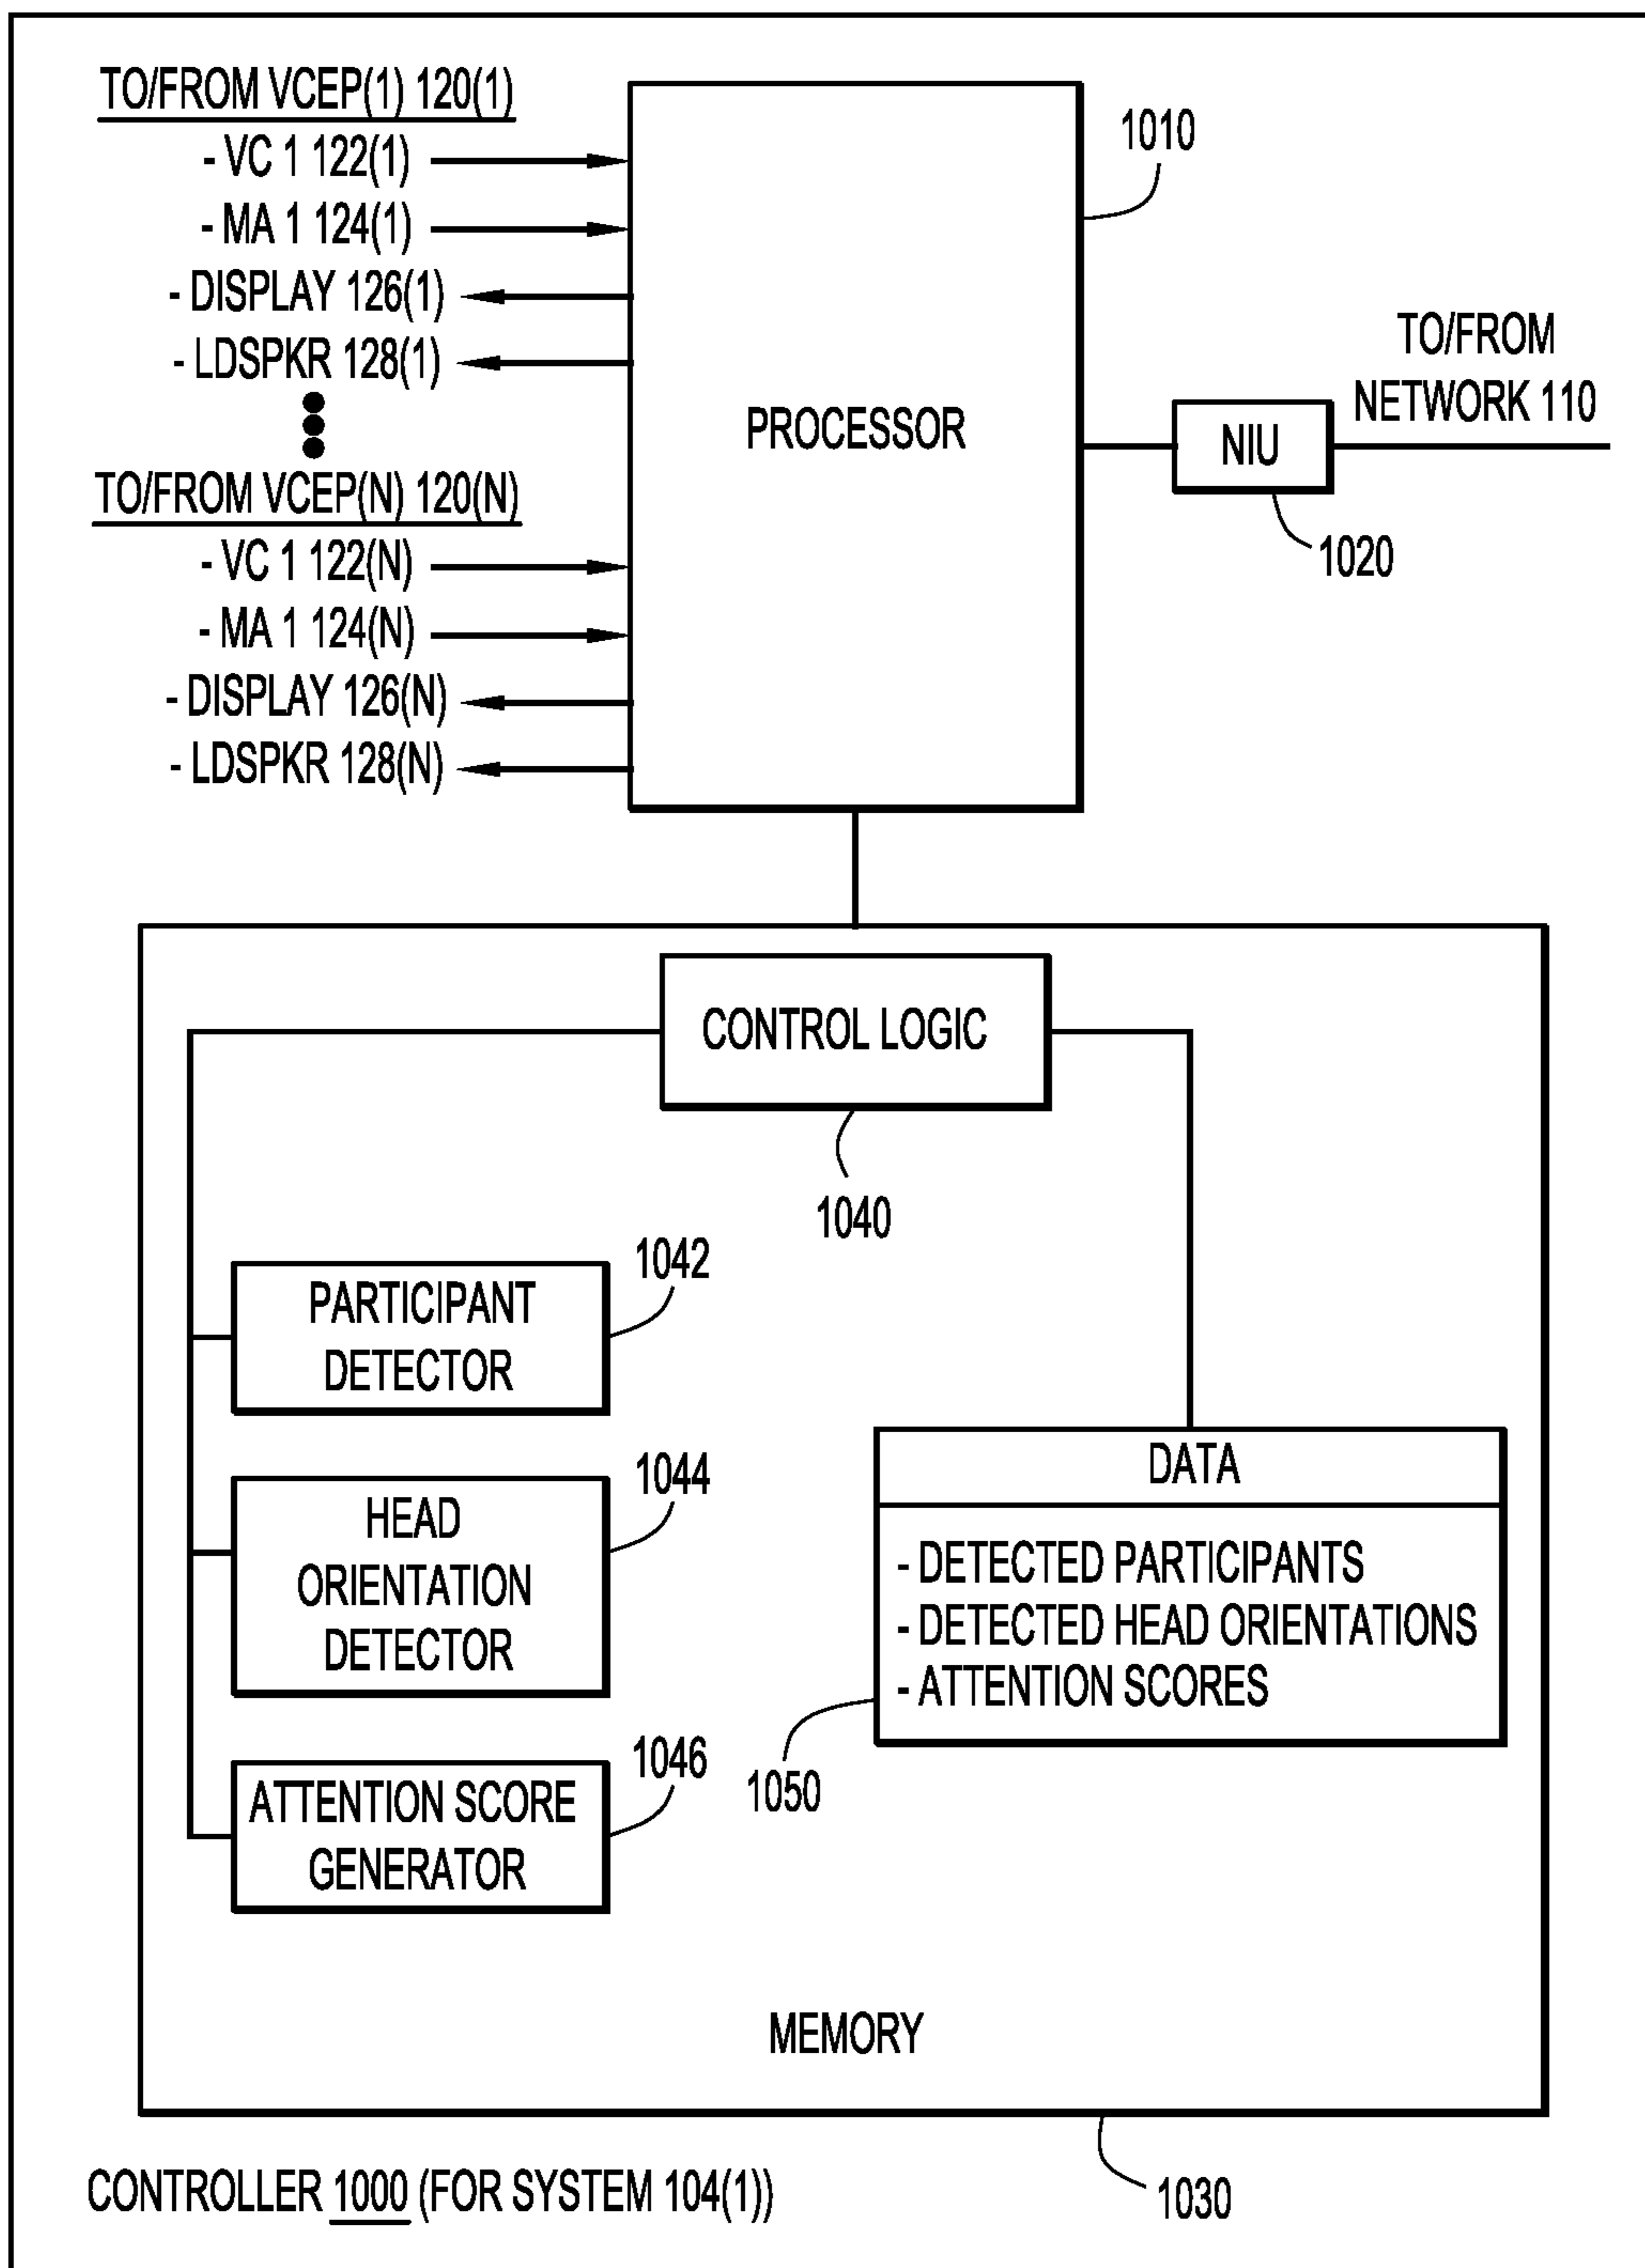 TO/FROM VCEP(1) 120(1)
- VC 1 122(1)
- MA 1 124(1)
- DISPLAY 126(1)
- LDSPKR 128(1)
TO/FROM VCEP(N) 120(N)
- VC 1 122(N)
- MA 1 124(N)
- DISPLAY 126(N)
- LDSPKR 128(N)
PROCESSOR
1010
NIU
1020
TO/FROM
NETWORK 110
CONTROL LOGIC
1040
PARTICIPANT
DETECTOR
1042
HEAD
ORIENTATION
DETECTOR
1044
ATTENTION SCORE
GENERATOR
1046
DATA
- DETECTED PARTICIPANTS
- DETECTED HEAD ORIENTATIONS
- ATTENTION SCORES
1050
MEMORY
1030
CONTROLLER 1000 (FOR SYSTEM 104(1))